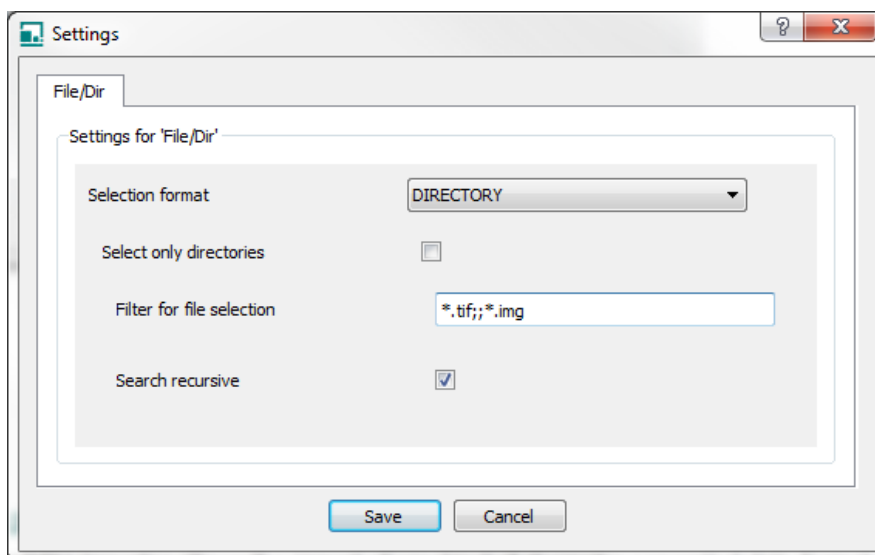 Settings
File/Dir
Settings for 'File/Dir'
Selection format DIRECTORY
Select only directories
Filter for file selection *.tif;;*.img
Search recursive
Save Cancel